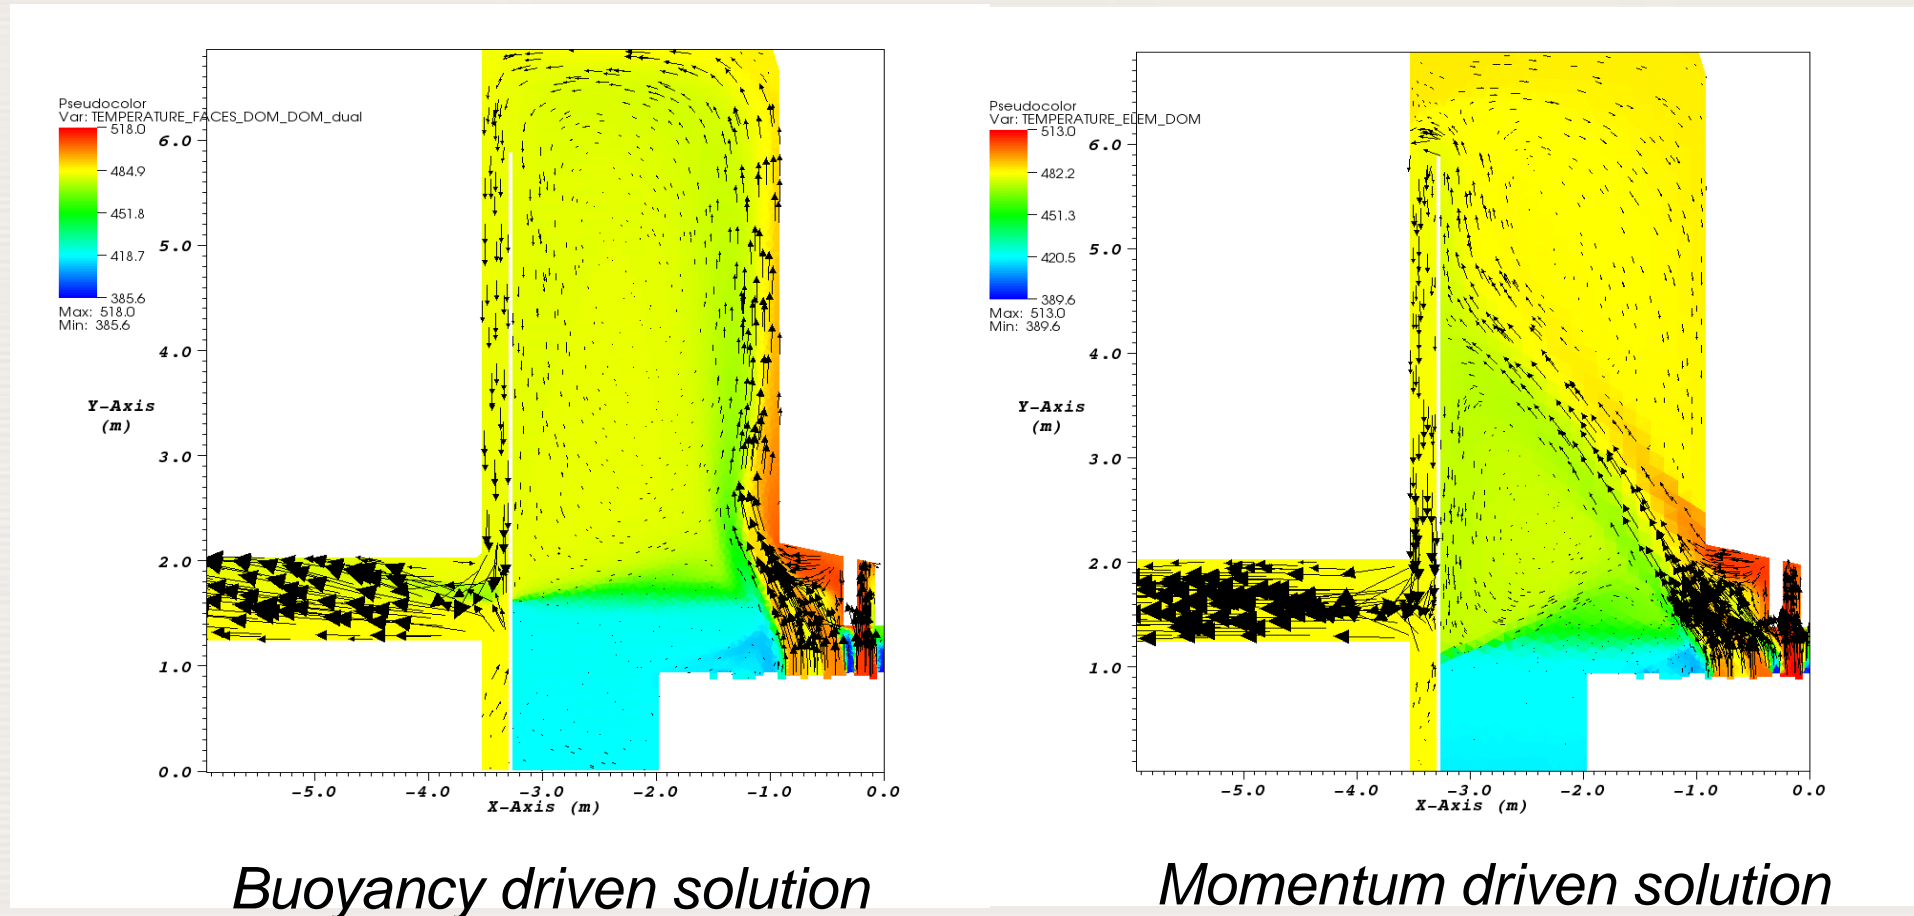 Pseudocolor
Var: TEMPERATURE_FACES_DOM_DOM_dual
518.0
484.9
451.8
418.7
385.6
Max: 518.0
Min: 385.6
6.0
5.0
4.0
3.0
2.0
1.0
0.0
Y-Axis
(m)
-5.0 -4.0 -3.0 -2.0 -1.0 0.0
X-Axis (m)
Buoyancy driven solution
Pseudocolor
Var: TEMPERATURE_ELEM_DOM
513.0
482.2
451.3
420.5
389.6
Max: 513.0
Min: 389.6
6.0
5.0
4.0
3.0
2.0
1.0
Y-Axis
(m)
-5.0 -4.0 -3.0 -2.0 -1.0 0.0
X-Axis (m)
Momentum driven solution